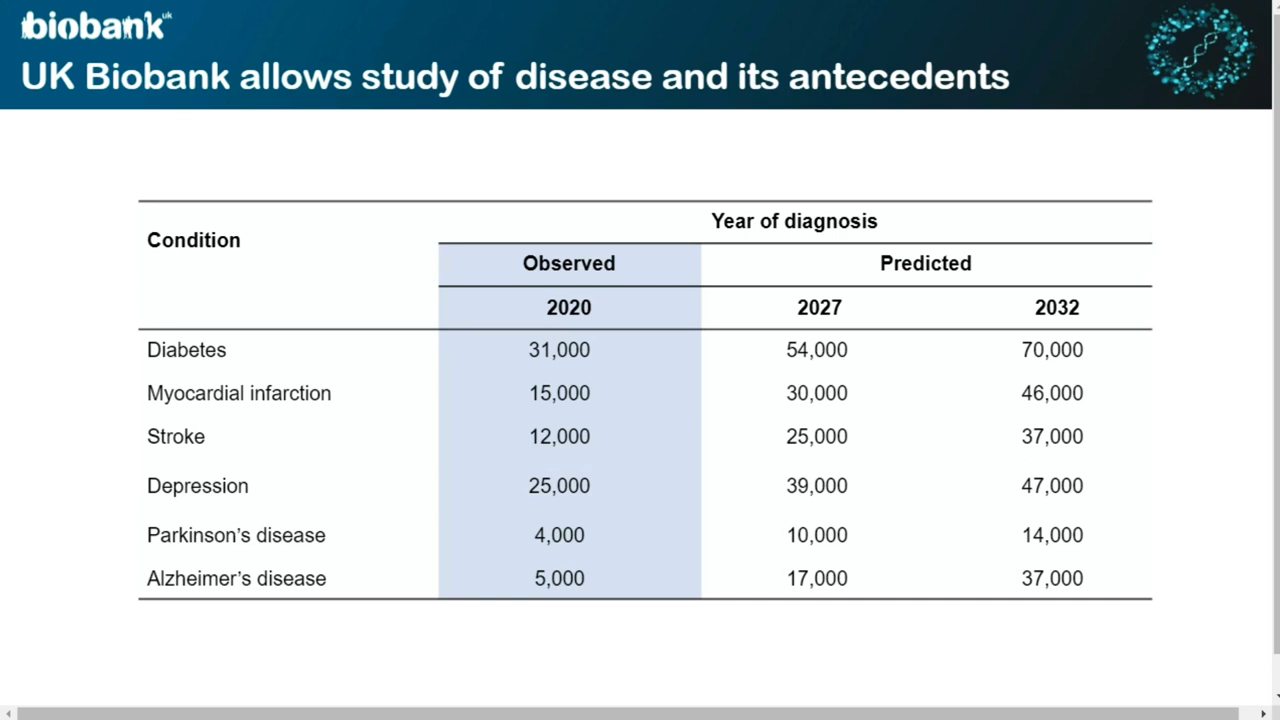 biobank uk
UK Biobank allows study of disease and its antecedents
Condition
Year of diagnosis
Observed Predicted
2020 2027 2032
Diabetes 31,000 54,000 70,000
Myocardial infarction 15,000 30,000 46,000
Stroke 12,000 25,000 37,000
Depression 25,000 39,000 47,000
Parkinson’s disease 4,000 10,000 14,000
Alzheimer’s disease 5,000 17,000 37,000